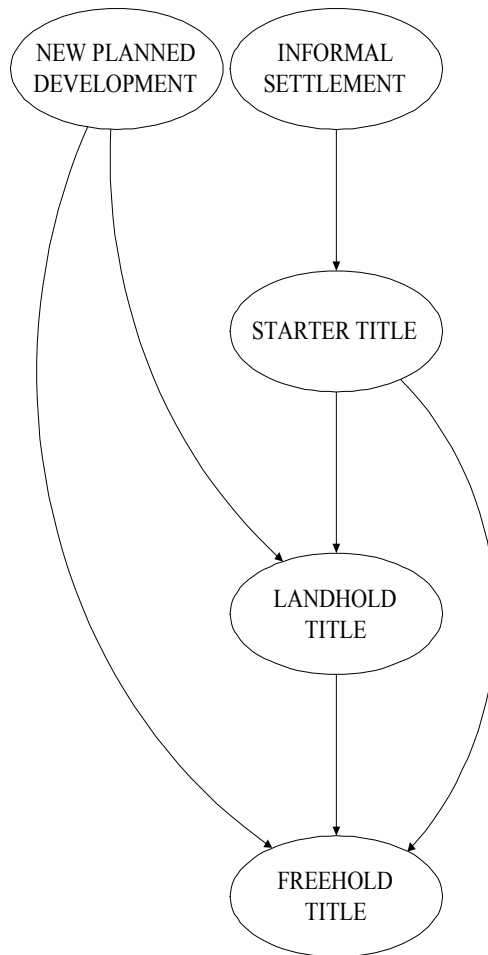 NEW PLANNED
DEVELOPMENT
INFORMAL
SETTLEMENT
STARTER TITLE
LANDHOLD
TITLE
FREEHOLD
TITLE